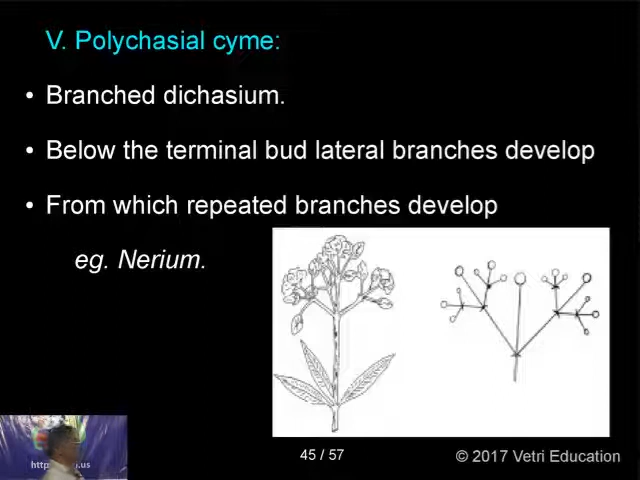 V. Polychasial cyme:
• Branched dichasium.
• Below the terminal bud lateral branches develop
• From which repeated branches develop
eg. Nerium.
45 / 57
© 2017 Vetri Education